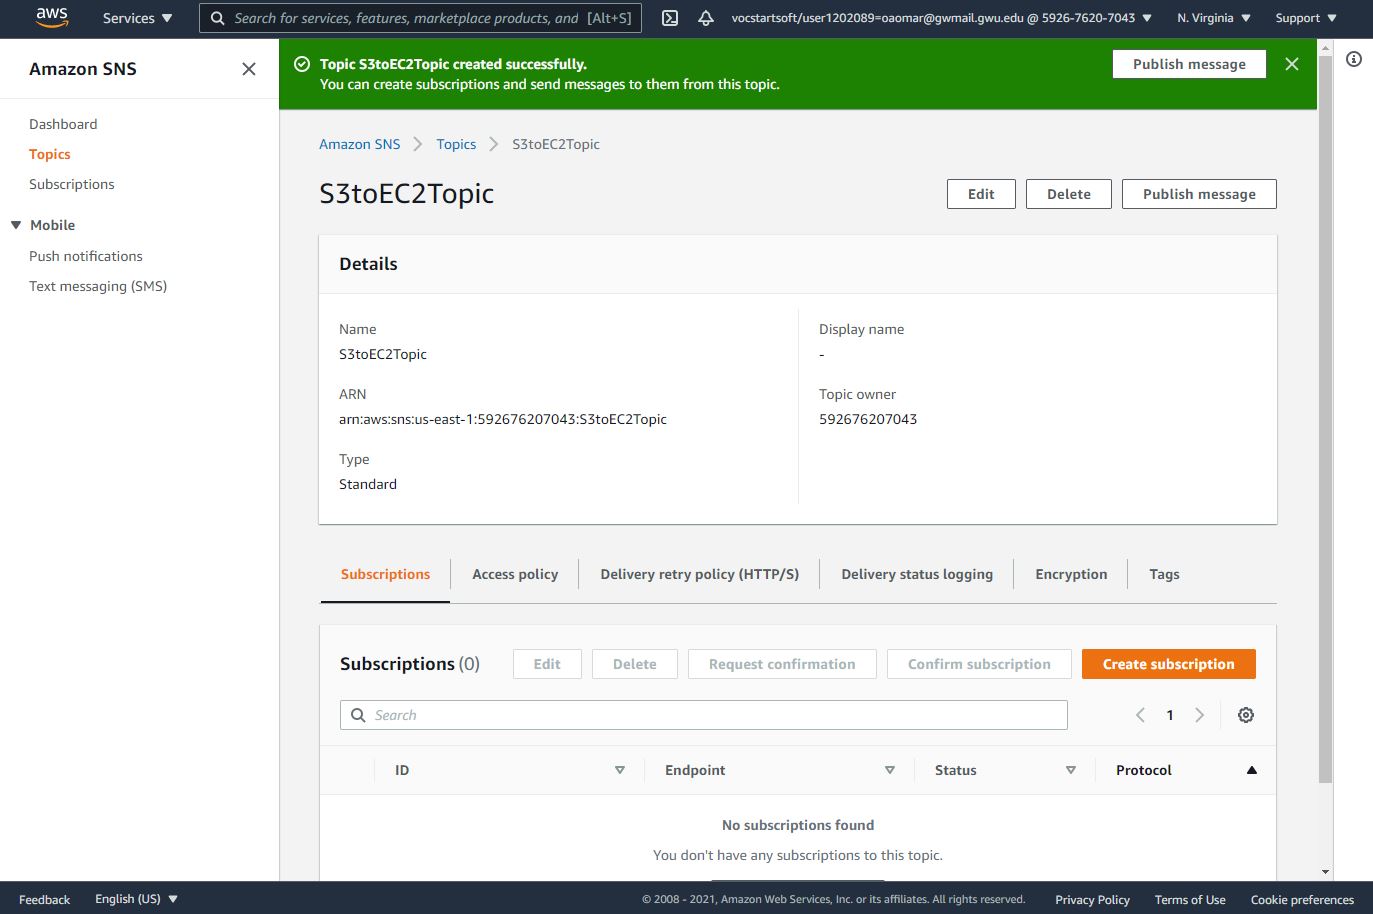 aws
Services
Search for services, features, marketplace products, and [Alt+S]
vocstartsoft/user1202089=oaomar@gwmail.gwu.edu @ 5926-7620-7043
N. Virginia
Support
Amazon SNS
Dashboard
Topics
Subscriptions
Mobile
Push notifications
Text messaging (SMS)
Topic S3toEC2Topic created successfully.
You can create subscriptions and send messages to them from this topic.
Publish message
Amazon SNS
Topics
S3toEC2Topic
S3toEC2Topic
Edit
Delete
Publish message
Details
Name
S3toEC2Topic
ARN
arn:aws:sns:us-east-1:592676207043:S3toEC2Topic
Type
Standard
Display name
-
Topic owner
592676207043
Subscriptions
Access policy
Delivery retry policy (HTTP/S)
Delivery status logging
Encryption
Tags
Subscriptions (0)
Edit
Delete
Request confirmation
Confirm subscription
Create subscription
Search
1
ID
Endpoint
Status
Protocol
No subscriptions found
You don't have any subscriptions to this topic.
Feedback
English (US)
© 2008 - 2021, Amazon Web Services, Inc. or its affiliates. All rights reserved.
Privacy Policy
Terms of Use
Cookie preferences